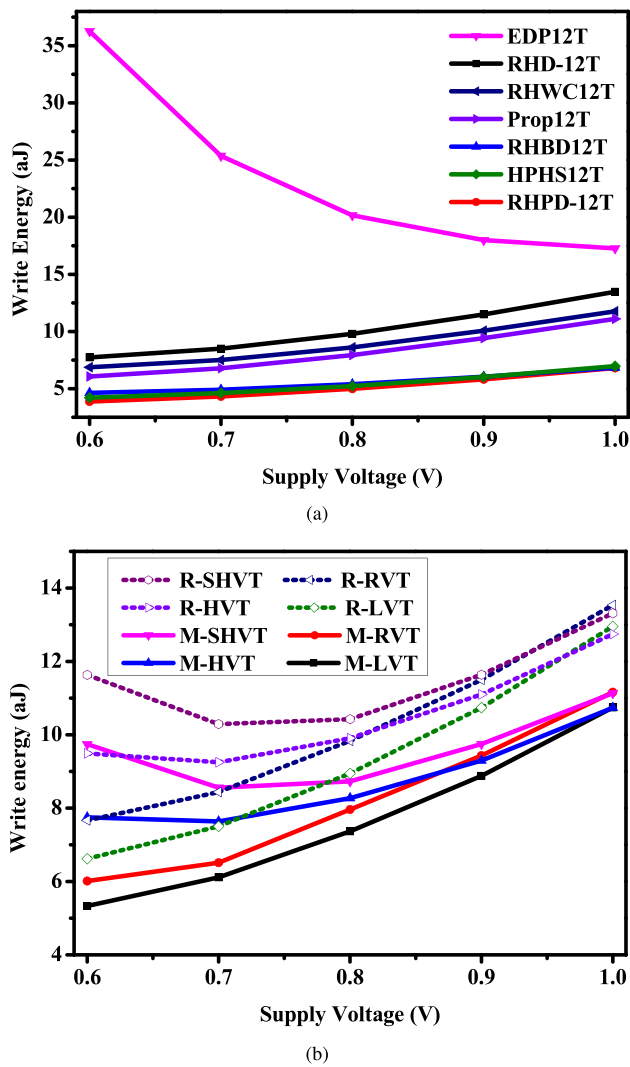 35
30
25
20
15
10
5
Write Energy (aJ)
EDP12T
RHD-12T
RHWC12T
Prop12T
RHBD12T
HPHS12T
RHPD-12T
0.6 0.7 0.8 0.9 1.0
Supply Voltage (V)
(a)
14
12
10
8
6
4
Write energy (aJ)
R-SHVT R-RVT
R-HVT R-LVT
M-SHVT M-RVT
M-HVT M-LVT
0.6 0.7 0.8 0.9 1.0
Supply Voltage (V)
(b)